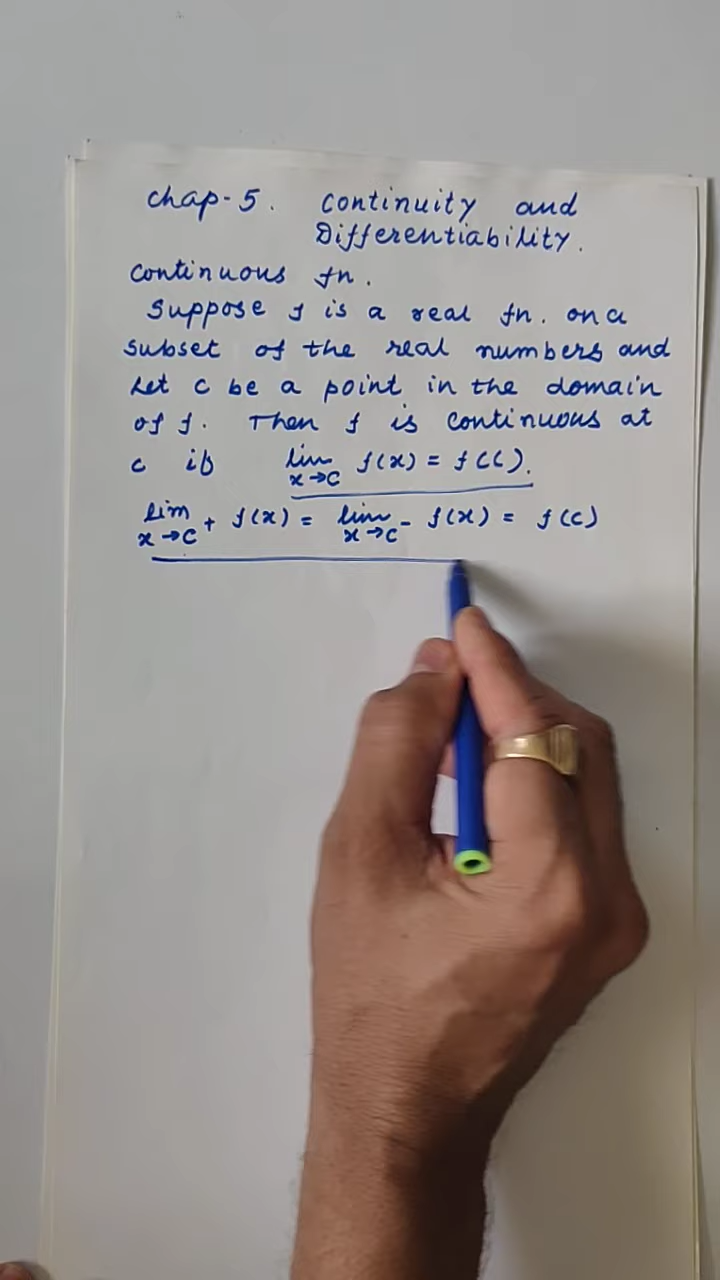 Chap-5. Continuity and
Differentiability.
Continuous fn.
Suppose f is a real fn. on a
subset of the real numbers and
Let c be a point in the domain
of f. Then f is continuous at
c if lim x→c f(x) = f(c).
lim x→c+ f(x) = lim x→c- f(x) = f(c)